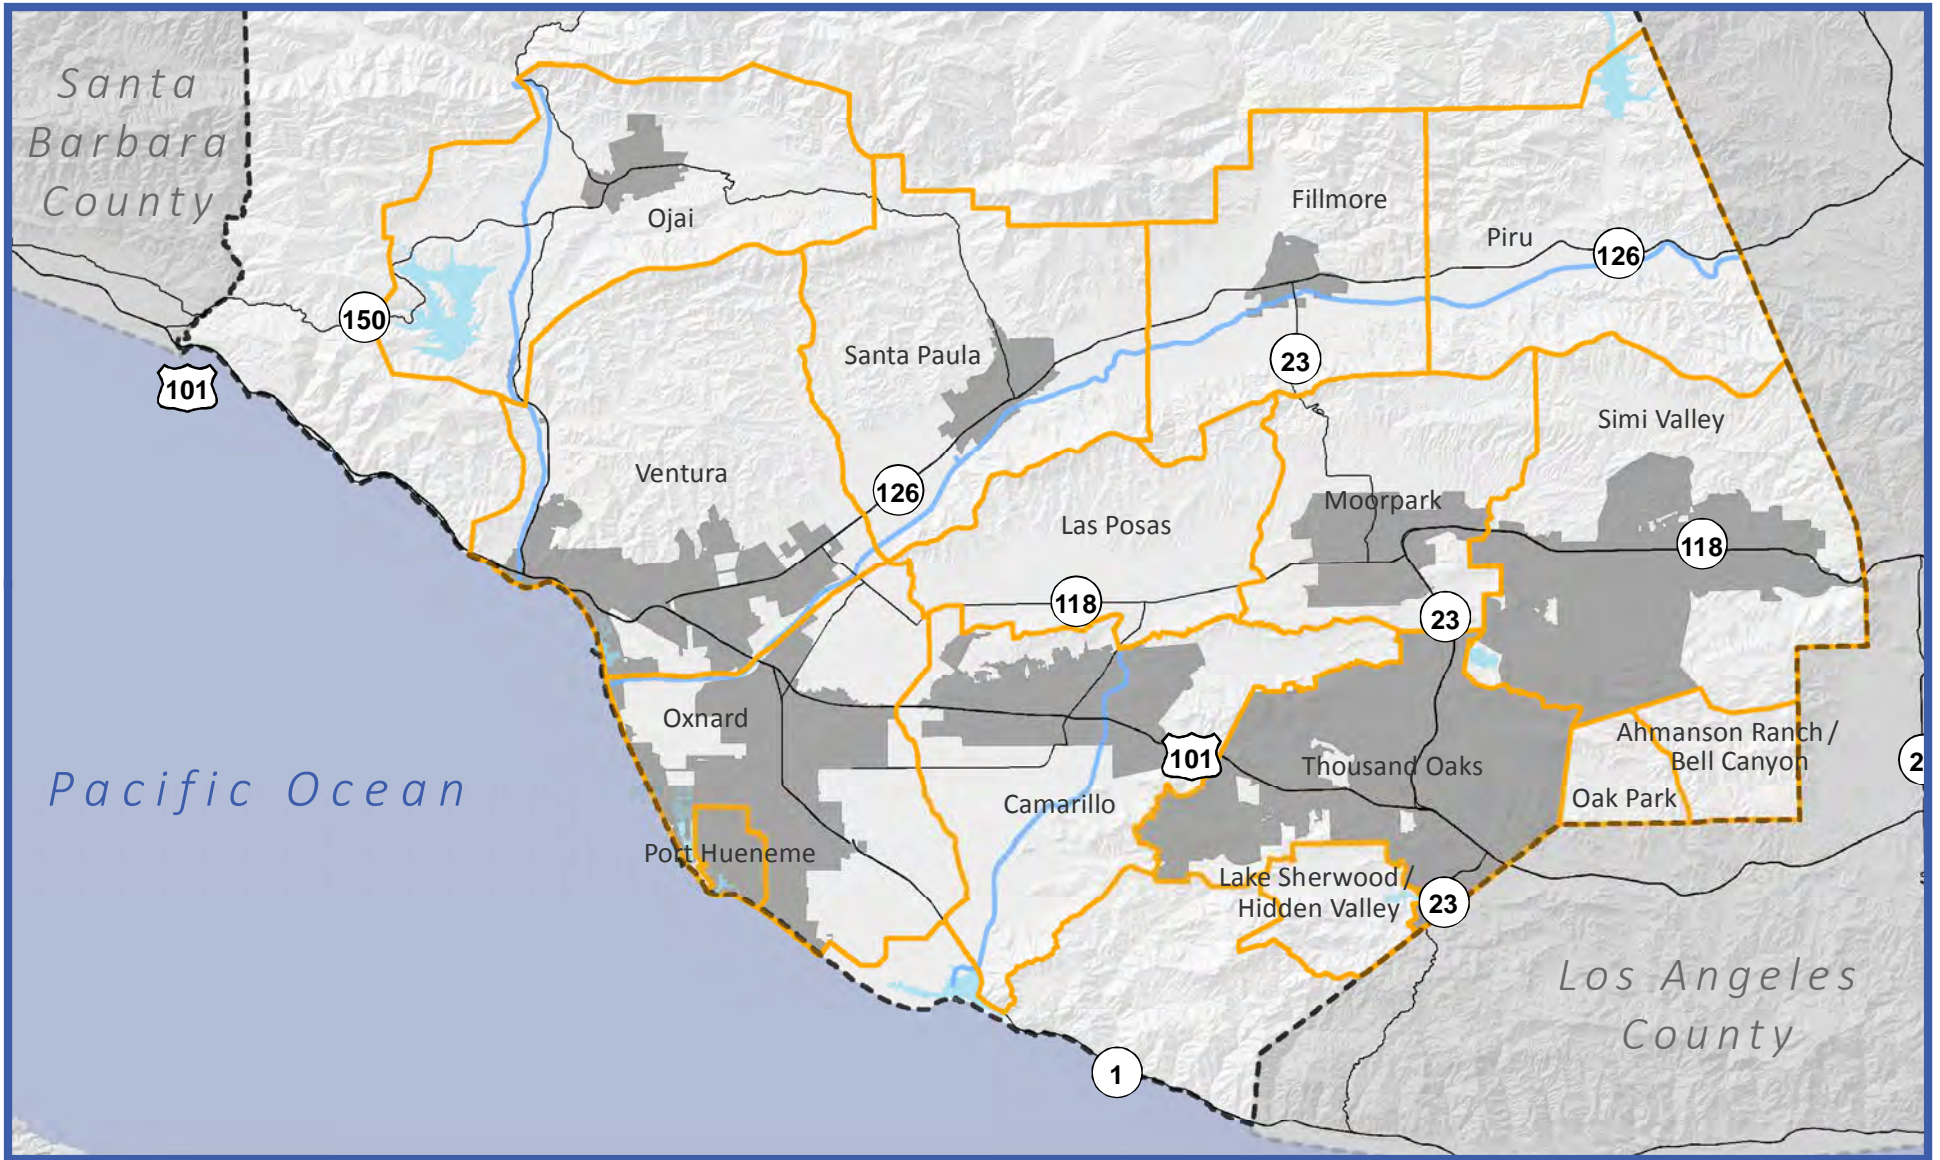 Santa
Barbara
County
Ojai
Fillmore
Piru
126
150
101
Santa Paula
23
Simi Valley
Ventura
126
Las Posas
Moorpark
118
118
23
Oxnard
Ahmanson Ranch /
Bell Canyon
101
Thousand Oaks
Pacific Ocean
Camarillo
Oak Park
Port Hueneme
Lake Sherwood /
Hidden Valley
23
Los Angeles
County
1